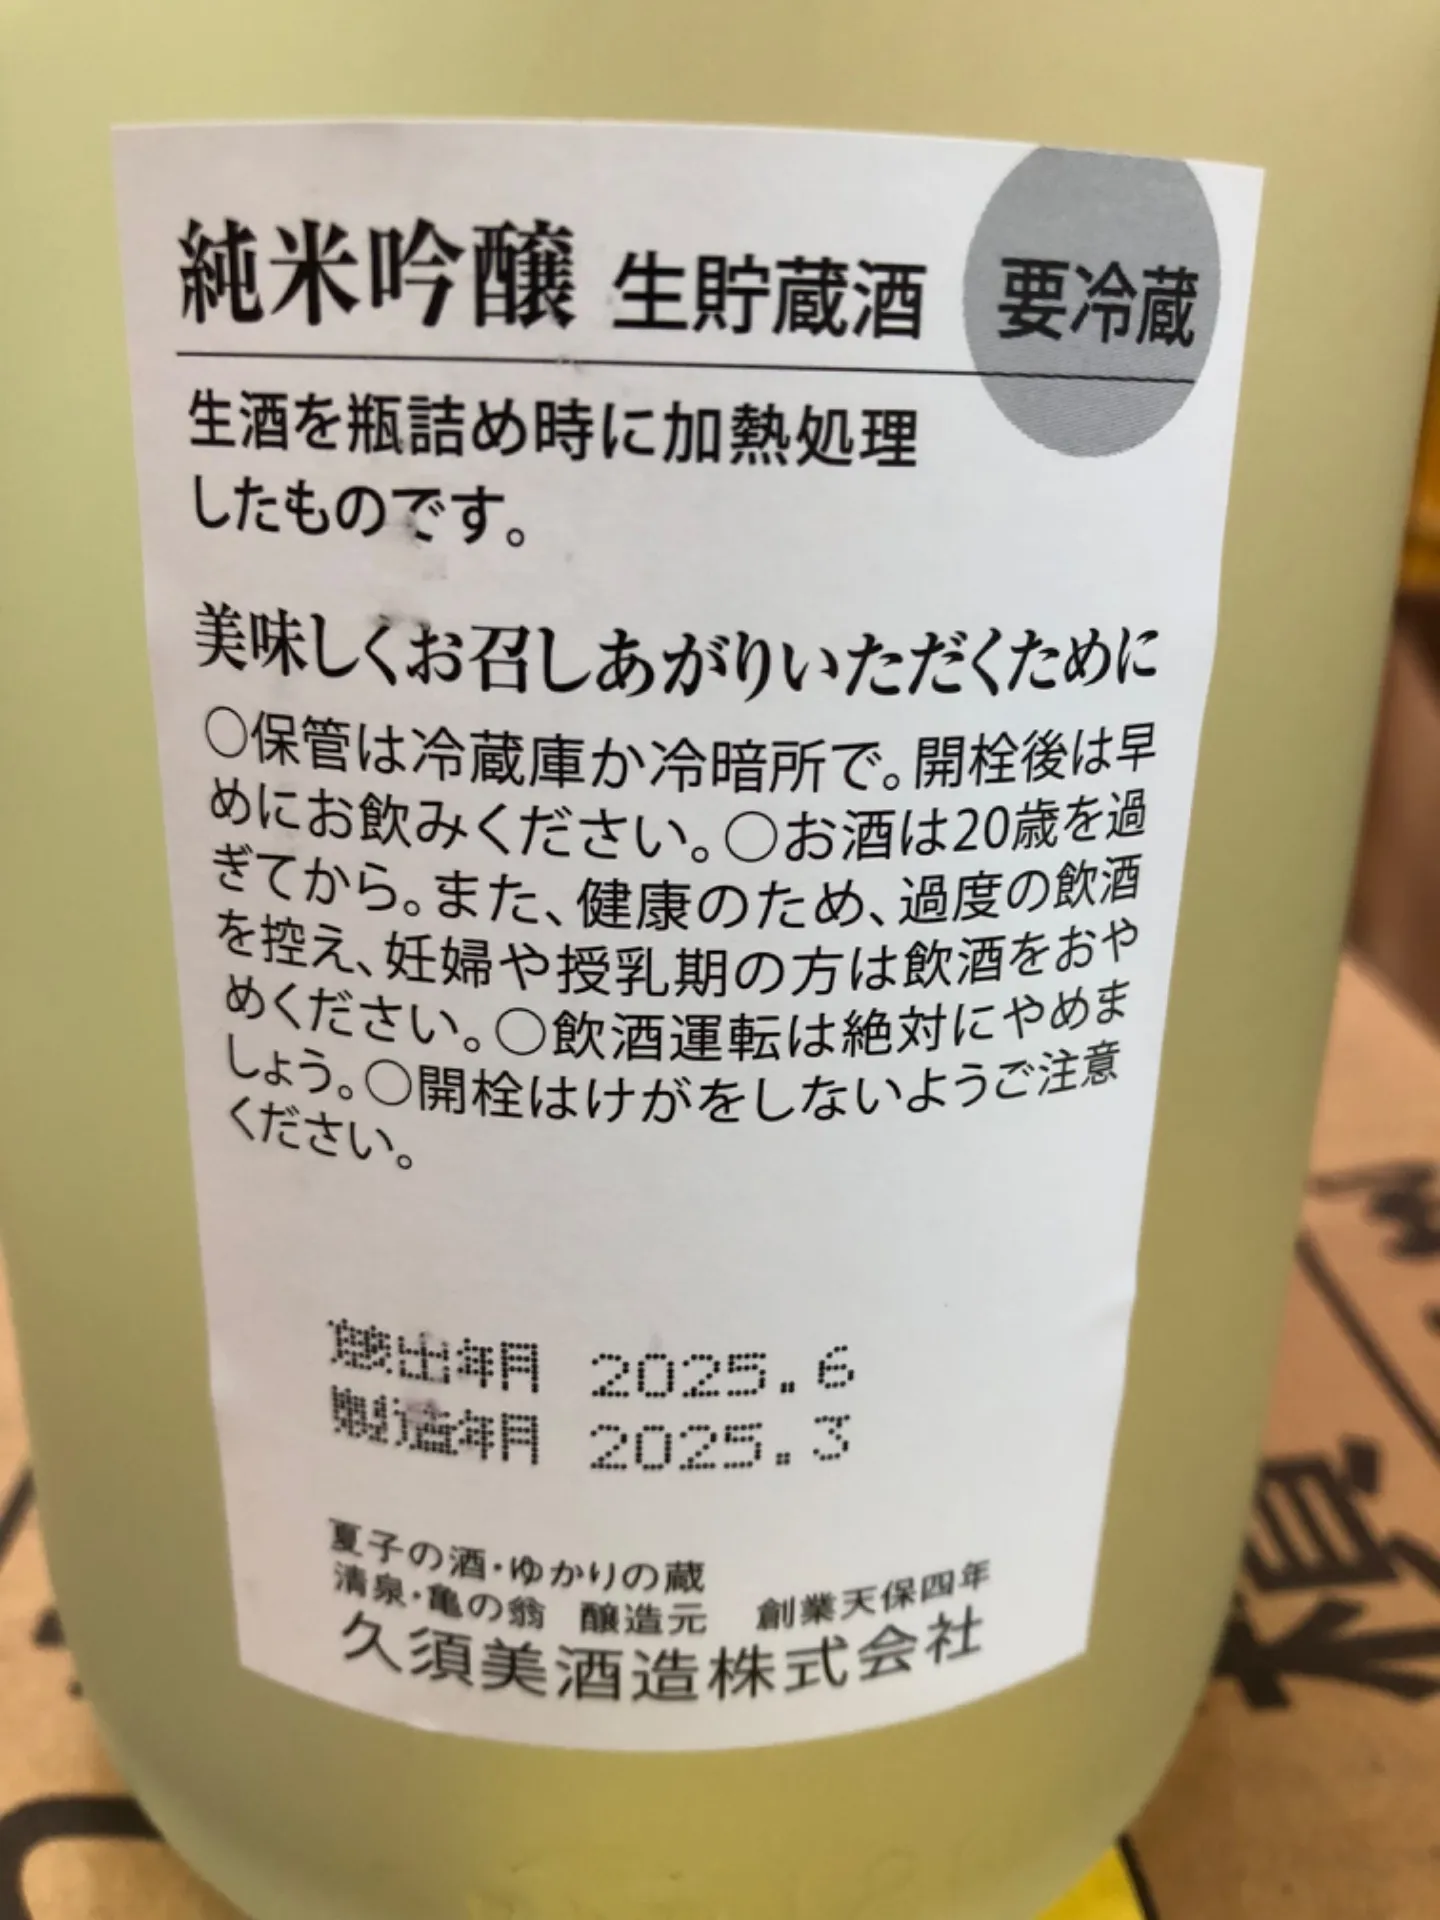 純米吟醸 生貯蔵酒 要冷蔵
生酒を瓶詰め時に加熱処理
したものです。
美味しくお召しあがりいただくために
○保管は冷蔵庫か冷暗所で。開栓後は早
めにお飲みください。○お酒は20歳を過
ぎてから。また、健康のため、過度の飲酒
を控え、妊婦や授乳期の方は飲酒をおや
めください。○飲酒運転は絶対にやめま
しょう。○開栓はけがをしないようご注意
ください。
蔵出年月 2025.6
製造年月 2025.3
夏子の酒・ゆかりの蔵
清泉・亀の翁 醸造元 創業天保四年
久須美酒造株式会社